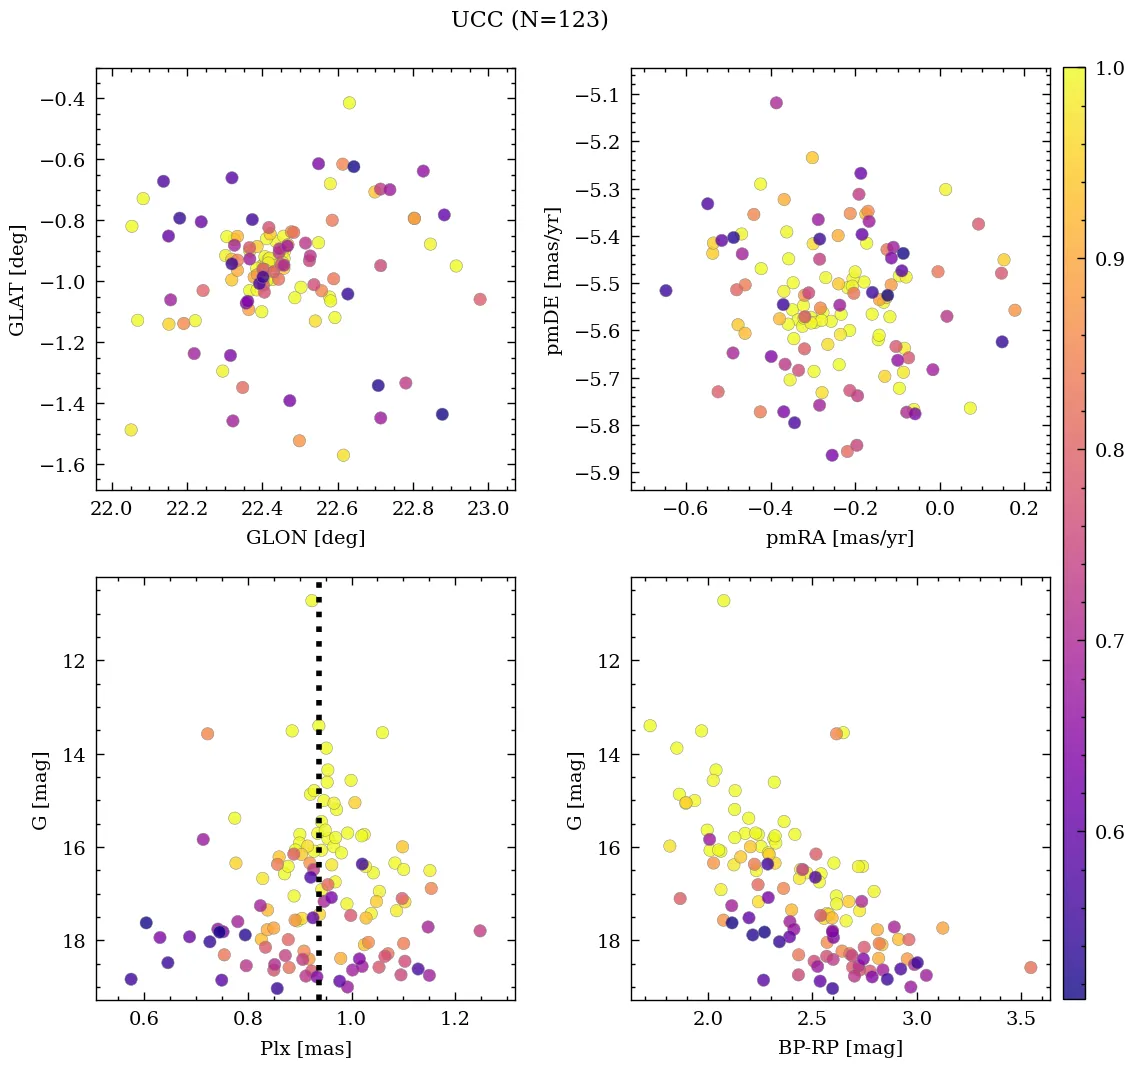 UCC (N=123)
−0.4
−0.6
−0.8
−1.0
−1.2
−1.4
−1.6
GLAT [deg]
22.0 22.2 22.4 22.6 22.8 23.0
GLON [deg]
−5.1
−5.2
−5.3
−5.4
−5.5
−5.6
−5.7
−5.8
−5.9
pmDE [mas/yr]
−0.6 −0.4 −0.2 0.0 0.2
pmRA [mas/yr]
1.0
0.9
0.8
0.7
0.6
12
14
16
18
G [mag]
0.6 0.8 1.0 1.2
Plx [mas]
12
14
16
18
G [mag]
2.0 2.5 3.0 3.5
BP-RP [mag]